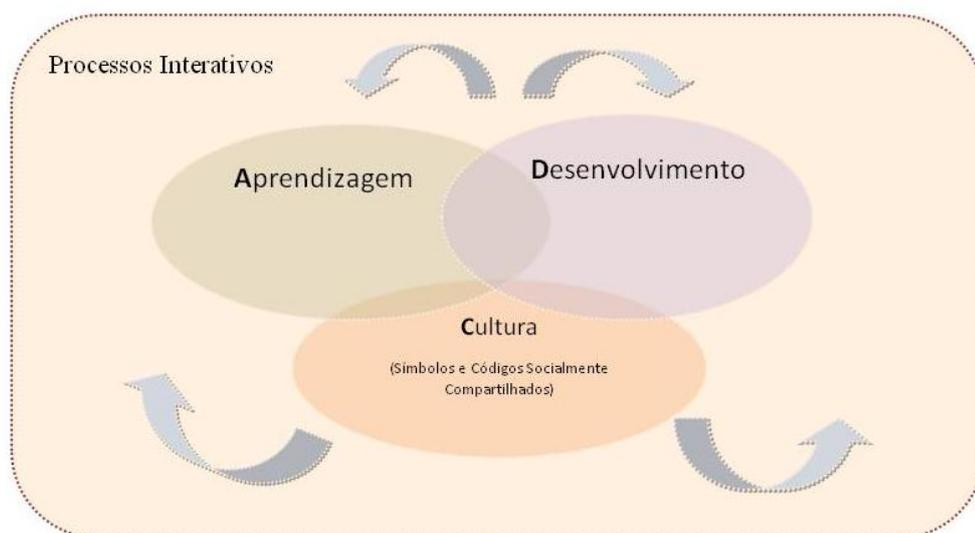 Processos Interativos
Aprendizagem
Desenvolvimento
Cultura
(Símbolos e Códigos Socialmente
Compartilhados)